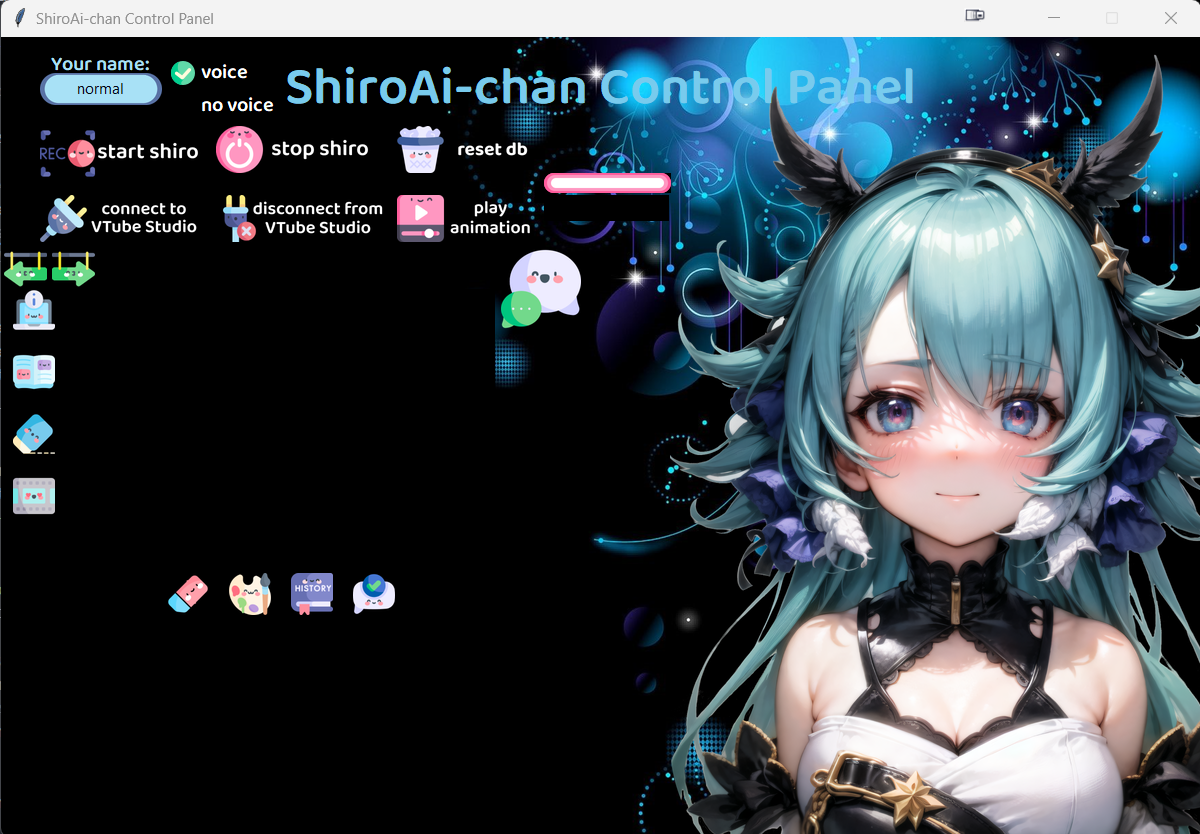 ShiroAi-chan Control Panel
Your name:
normal
voice
no voice
ShiroAi-chan Control Panel
REC
start shiro
stop shiro
reset db
connect to
VTube Studio
disconnect from
VTube Studio
play
animation
HISTORY